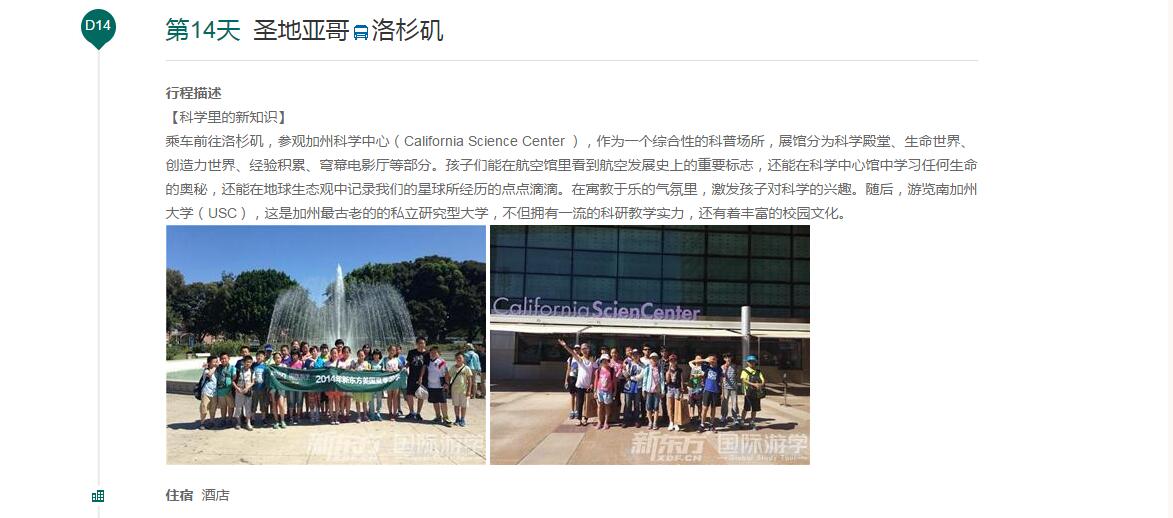 D14
第14天 圣地亚哥 洛杉矶
行程描述
【科学里的新知识】
乘车前往洛杉矶，参观加州科学中心（California Science Center ），作为一个综合性的科普场所，展馆分为科学殿堂、生命世界、
创造力世界、经验积累、穹幕电影厅等部分。孩子们能在航空馆里看到航空发展史上的重要标志，还能在科学中心馆中学习任何生命
的奥秘，还能在地球生态观中记录我们的星球所经历的点点滴滴。在寓教于乐的气氛里，激发孩子对科学的兴趣。随后，游览南加州
大学（USC），这是加州最古老的的私立研究型大学，不但拥有一流的科研教学实力，还有着丰富的校园文化。
California ScienCenter
2014年新东方美国
新东方 国际游学
XDF.CN
新东方 国际游学
XDF.CN —Global Study Tour—
住宿 酒店